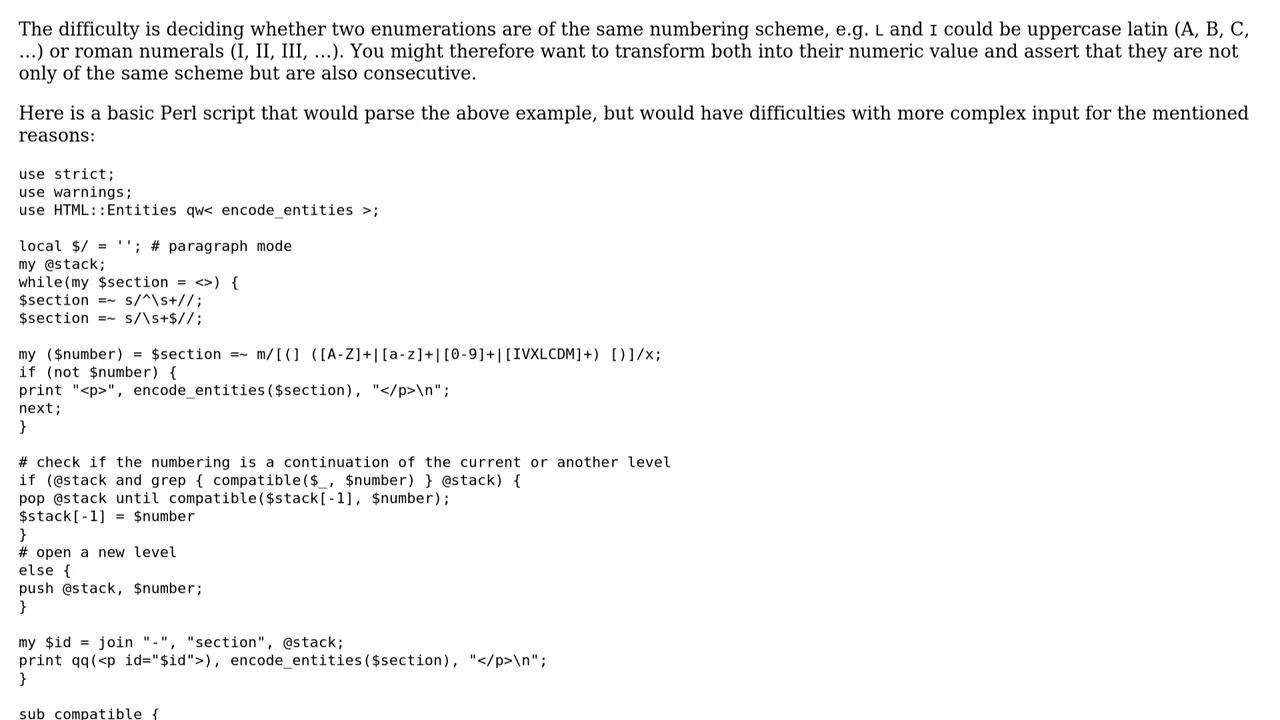 The difficulty is deciding whether two enumerations are of the same numbering scheme, e.g. L and I could be uppercase latin (A, B, C,
...) or roman numerals (I, II, III, ...). You might therefore want to transform both into their numeric value and assert that they are not
only of the same scheme but are also consecutive.
Here is a basic Perl script that would parse the above example, but would have difficulties with more complex input for the mentioned
reasons:
use strict;
use warnings;
use HTML::Entities qw< encode_entities >;
local $/ = ''; # paragraph mode
my @stack;
while(my $section = <>) {
$section =~ s/^\s+//;
$section =~ s/\s+$//;
my ($number) = $section =~ m/[(] ([A-Z]+|[a-z]+|[0-9]+|[IVXLCDM]+) [)]/x;
if (not $number) {
print "<p>", encode_entities($section), "</p>\n";
next;
}
# check if the numbering is a continuation of the current or another level
if (@stack and grep { compatible($_, $number) } @stack) {
pop @stack until compatible($stack[-1], $number);
$stack[-1] = $number
}
# open a new level
else {
push @stack, $number;
}
my $id = join "-", "section", @stack;
print qq(<p id="$id">), encode_entities($section), "</p>\n";
}
sub compatible {